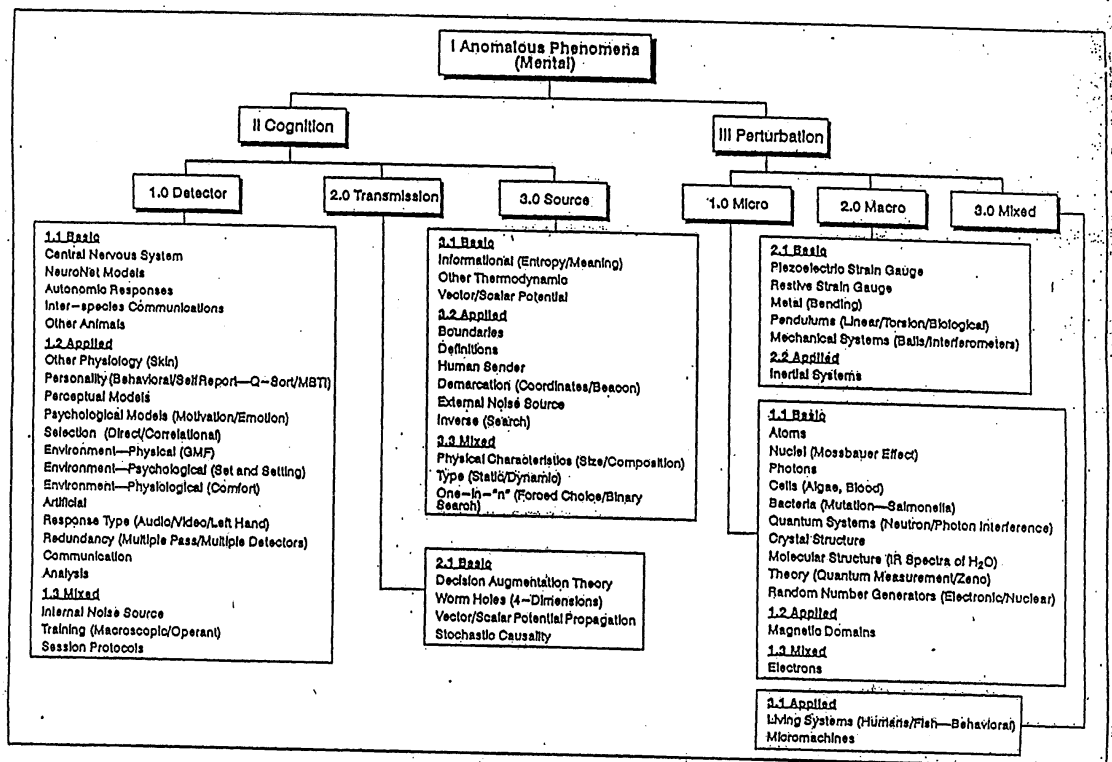 I Anomalous Phenomena
(Mental)
II Cognition
III Perturbation
1.0 Detector
2.0 Transmission
3.0 Source
1.0 Micro
2.0 Macro
3.0 Mixed
1.1 Basic
Central Nervous System
NeuroNet Models
Autonomic Responses
Inter-species Communications
Other Animals
1.2 Applied
Other Physiology (Skin)
Personality (Behavioral/Self Report—Q-Sort/MBTI)
Perceptual Models
Psychological Models (Motivation/Emotion)
Selection (Direct/Correlational)
Environment—Physical (GMF)
Environment—Psychological (Set and Setting)
Environment—Physiological (Comfort)
Artificial
Response Type (Audio/Video/Left Hand)
Redundancy (Multiple Pass/Multiple Detectors)
Communication
Analysis
1.3 Mixed
Internal Noise Source
Training (Macroscopic/Operant)
Session Protocols
3.1 Basic
Informational (Entropy/Meaning)
Other Thermodynamic
Vector/Scalar Potential
3.2 Applied
Boundaries
Definitions
Human Sender
Demarcation (Coordinates/Beacon)
External Noise Source
Inverse (Search)
3.3 Mixed
Physical Characteristics (Size/Composition)
Type (Static/Dynamic)
One-in-"n" (Forced Choice/Binary
Search)
2.1 Basic
Decision Augmentation Theory
Worm Holes (4-Dimensions)
Vector/Scalar Potential Propagation
Stochastic Causality
2.1 Basic
Piezoelectric Strain Gauge
Restive Strain Gauge
Metal (Bending)
Pendulums (Linear/Torsion/Biological)
Mechanical Systems (Balls/Interferometers)
2.2 Applied
Inertial Systems
1.1 Basic
Atoms
Nuclei (Mossbauer Effect)
Photons
Cells (Algae, Blood)
Bacteria (Mutation—Salmonella)
Quantum Systems (Neutron/Photon Interference)
Crystal Structure
Molecular Structure (IR Spectra of H₂O)
Theory (Quantum Measurement/Zeno)
Random Number Generators (Electronic/Nuclear)
1.2 Applied
Magnetic Domains
1.3 Mixed
Electrons
3.1 Applied
Living Systems (Humans/Fish—Behavioral)
Micromachines